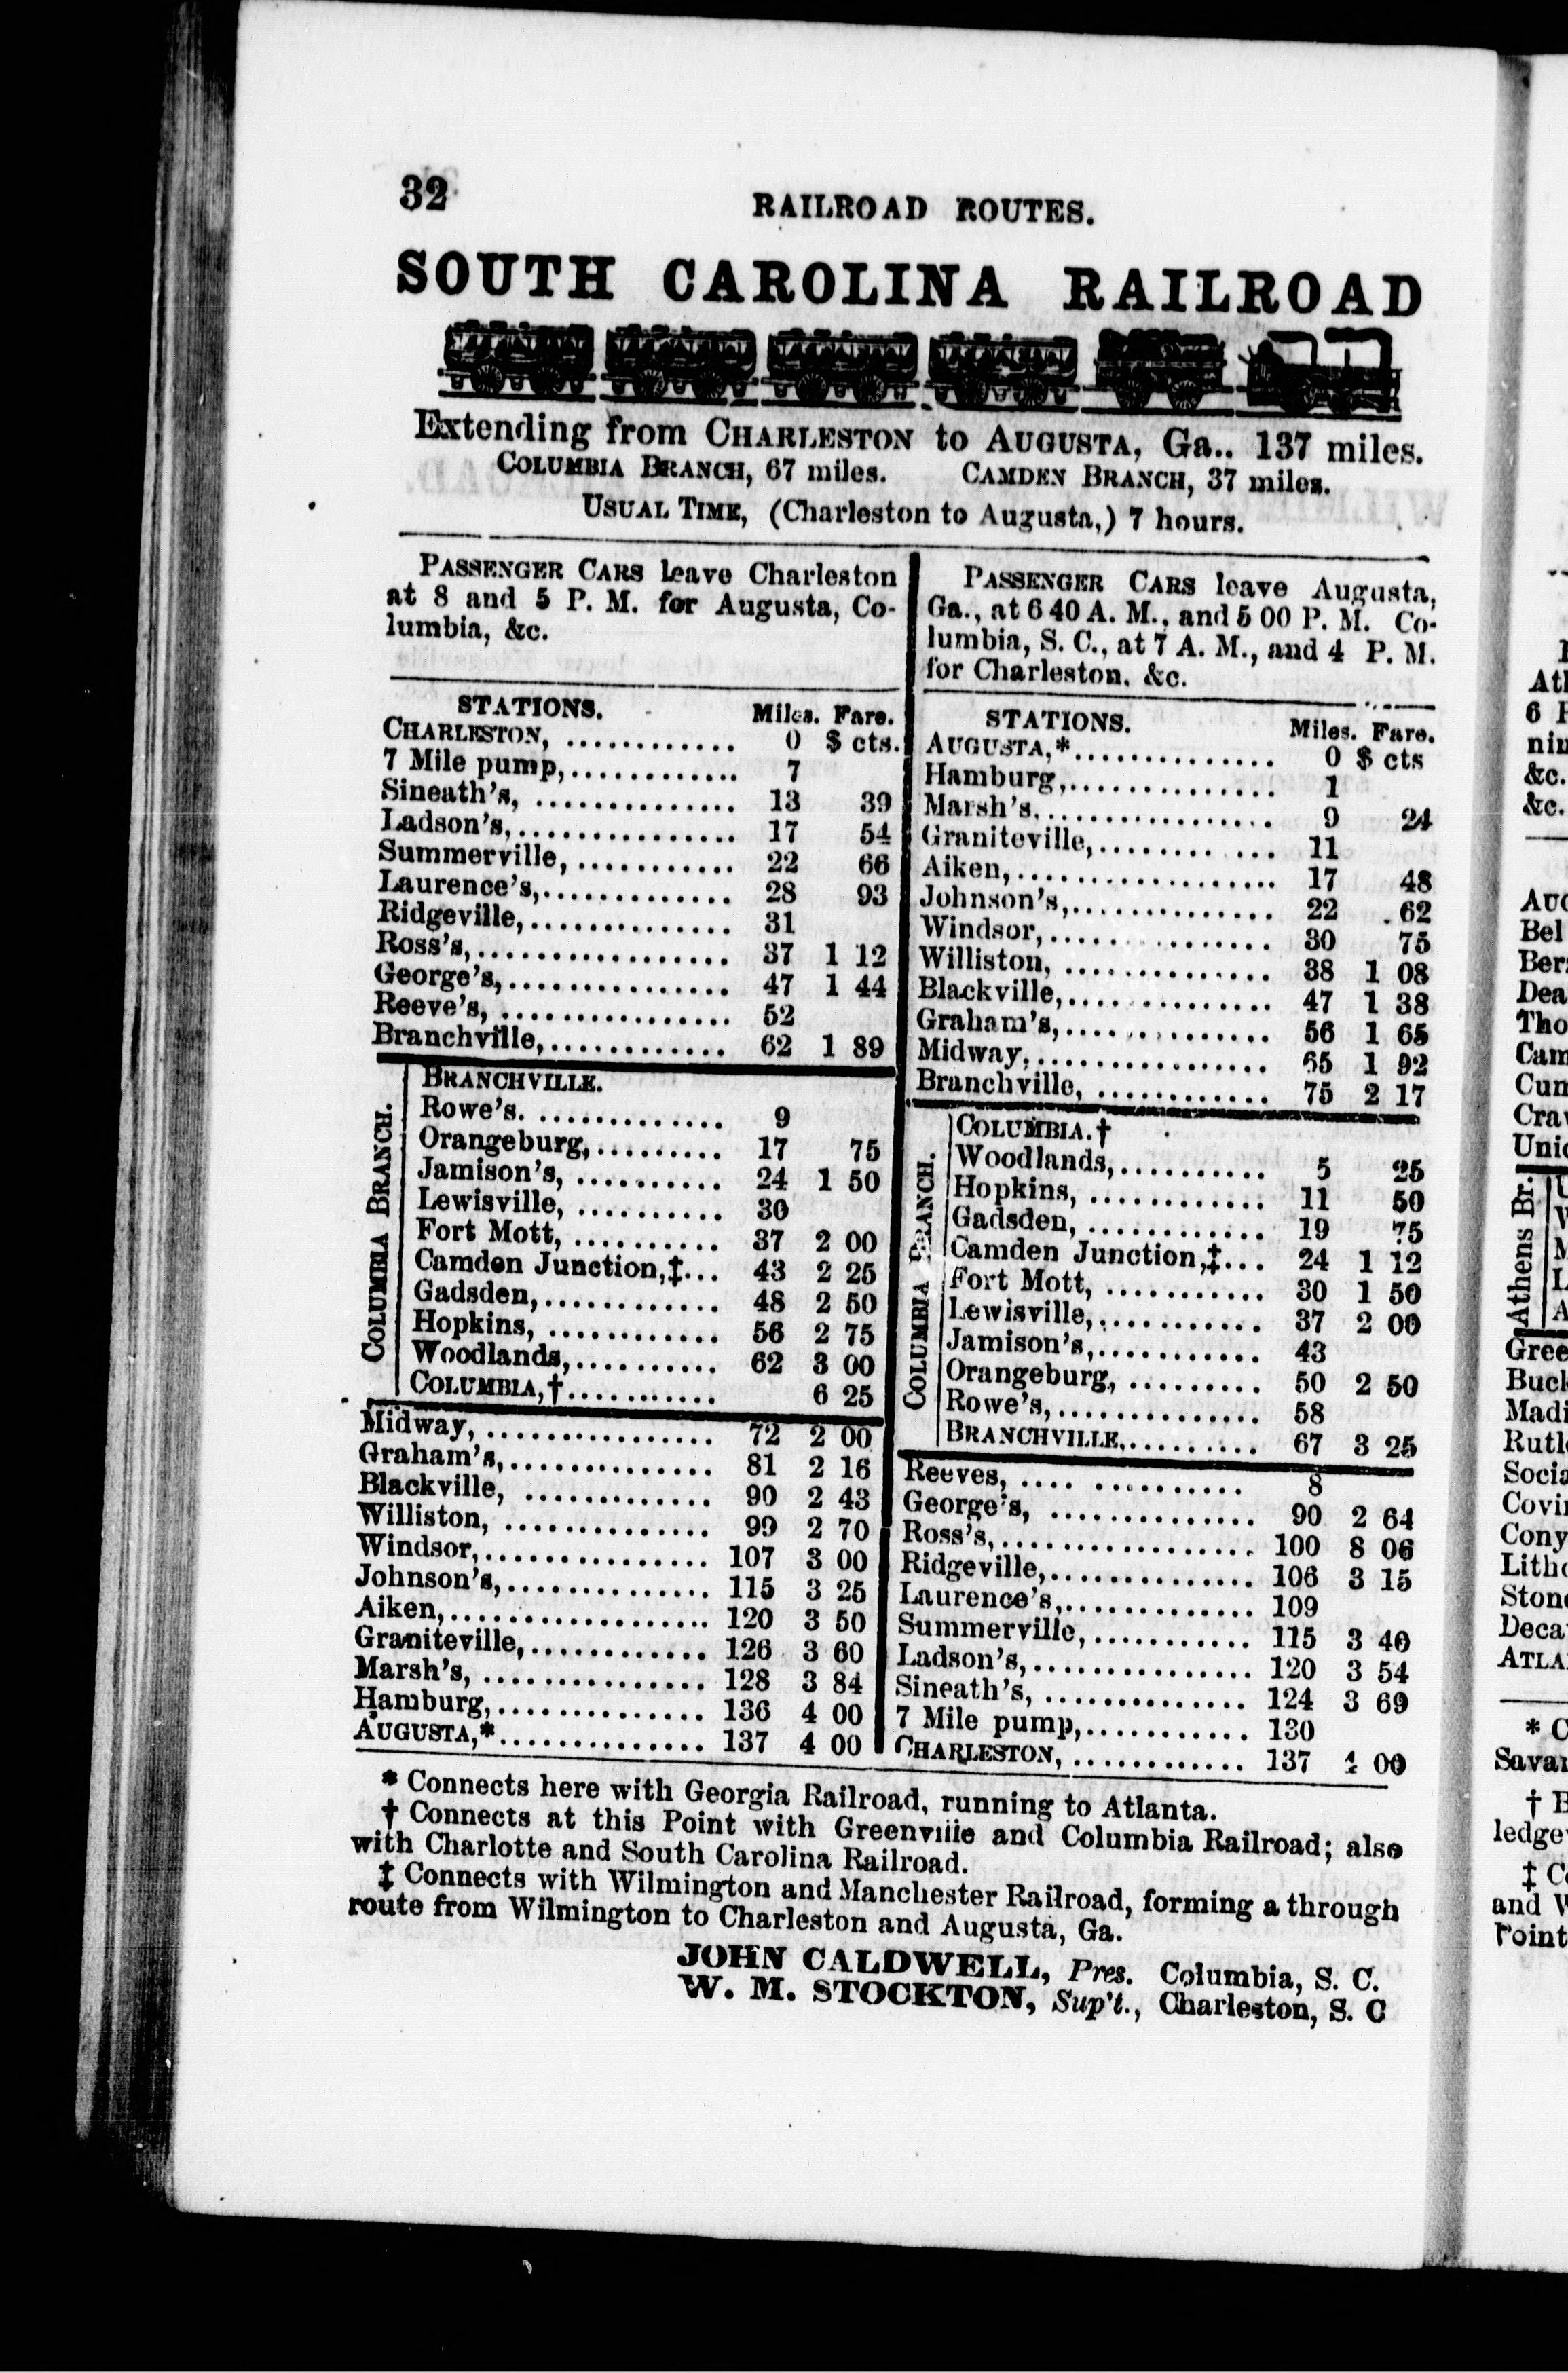 32
RAILROAD ROUTES.
SOUTH CAROLINA RAILROAD
Extending from CHARLESTON to AUGUSTA, Ga.. 137 miles.
COLUMBIA BRANCH, 67 miles. CAMDEN BRANCH, 37 miles.
USUAL TIME, (Charleston to Augusta,) 7 hours.
PASSENGER CARS leave Charleston
at 8 and 5 P. M. for Augusta, Co-
lumbia, &c.
STATIONS. Miles. Fare.
CHARLESTON, ............ 0 $ cts.
7 Mile pump,............. 7
Sineath's, ............... 13 39
Ladson's,................ 17 54
Summerville, ............ 22 66
Laurence's,.............. 28 93
Ridgeville,............... 31
Ross's,.................. 37 1 12
George's,................ 47 1 44
Reeve's, ................. 52
Branchville,............. 62 1 89
COLUMBIA BRANCH.
BRANCHVILLE.
Rowe's. .............. 9
Orangeburg,......... 17 75
Jamison's, ........... 24 1 50
Lewisville, ........... 30
Fort Mott, ........... 37 2 00
Camden Junction,‡... 43 2 25
Gadsden,............. 48 2 50
Hopkins, ............. 56 2 75
Woodlands,........... 62 3 00
COLUMBIA,†............ 6 25
Midway, ................. 72 2 00
Graham's,............... 81 2 16
Blackville, .............. 90 2 43
Williston, ............... 99 2 70
Windsor,................. 107 3 00
Johnson's,............... 115 3 25
Aiken,.................... 120 3 50
Graniteville,............. 126 3 60
Marsh's, ................ 128 3 84
Hamburg,............... 136 4 00
AUGUSTA,*............... 137 4 00
PASSENGER CARS leave Augusta,
Ga., at 6 40 A. M., and 5 00 P. M. Co-
lumbia, S. C., at 7 A. M., and 4 P. M.
for Charleston, &c.
STATIONS. Miles. Fare.
AUGUSTA,*.............. 0 $ cts
Hamburg,............... 1
Marsh's,................. 9 24
Graniteville,............. 11
Aiken,................... 17 48
Johnson's,.............. 22 .62
Windsor,................ 30 75
Williston, ............... 38 1 08
Blackville,.............. 47 1 38
Graham's,.............. 56 1 65
Midway,................. 65 1 92
Branchville, ............ 75 2 17
COLUMBIA BRANCH.
COLUMBIA.†
Woodlands,........... 5 25
Hopkins, ............. 11 50
Gadsden, ............. 19 75
Camden Junction,‡... 24 1 12
Fort Mott, ............ 30 1 50
Lewisville,............ 37 2 00
Jamison's,............ 43
Orangeburg, ......... 50 2 50
Rowe's,............... 58
BRANCHVILLE,.......... 67 3 25
Reeves, .... .......... 8
George's, ............... 90 2 64
Ross's,................... 100 8 06
Ridgeville,............... 106 3 15
Laurence's,.............. 109
Summerville,............ 115 3 40
Ladson's,................ 120 3 54
Sineath's, .............. 124 3 69
7 Mile pump,............ 130
CHARLESTON, ............ 137 4 00
* Connects here with Georgia Railroad, running to Atlanta.
† Connects at this Point with Greenville and Columbia Railroad; also
with Charlotte and South Carolina Railroad.
‡ Connects with Wilmington and Manchester Railroad, forming a through
route from Wilmington to Charleston and Augusta, Ga.
JOHN CALDWELL, Pres. Columbia, S. C.
W. M. STOCKTON, Sup't., Charleston, S. C